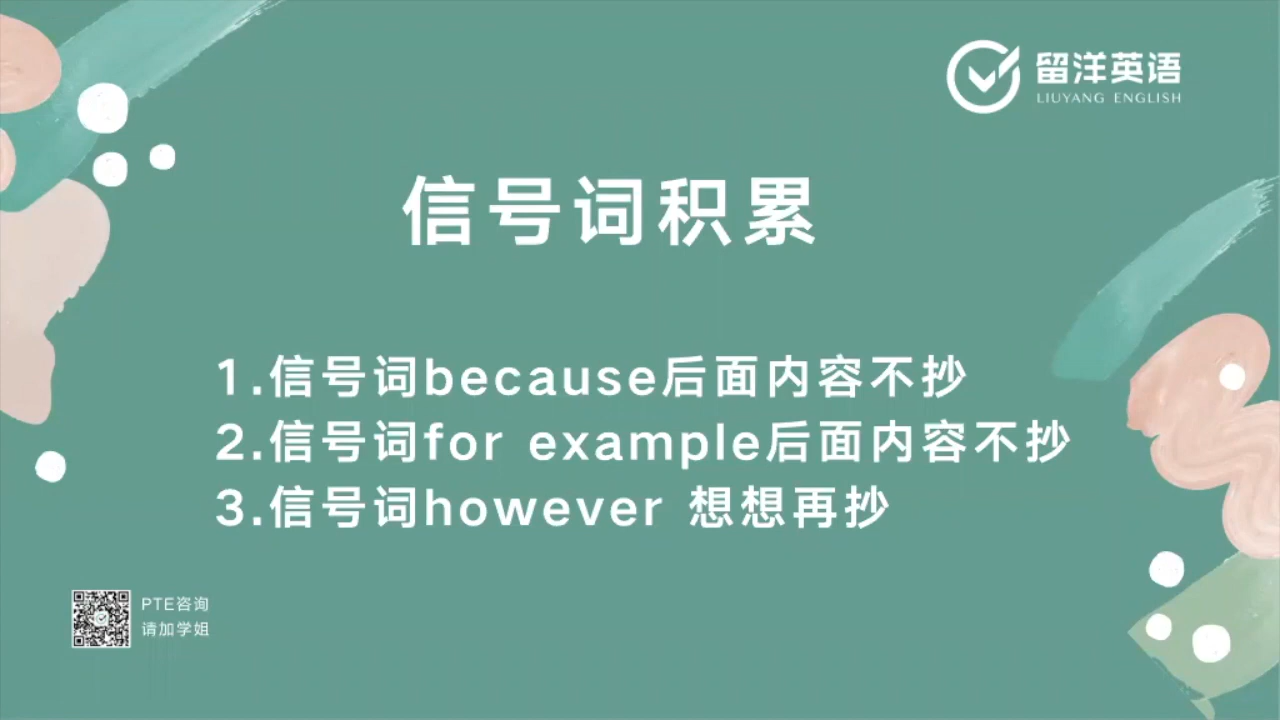 留洋英语
LIUYANG ENGLISH
信号词积累
1.信号词because后面内容不抄
2.信号词for example后面内容不抄
3.信号词however 想想再抄
PTE咨询
请加学姐